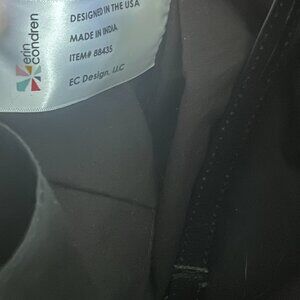 erin
condren
DESIGNED IN THE USA
MADE IN INDIA
ITEM# 88435
EC Design, LLC